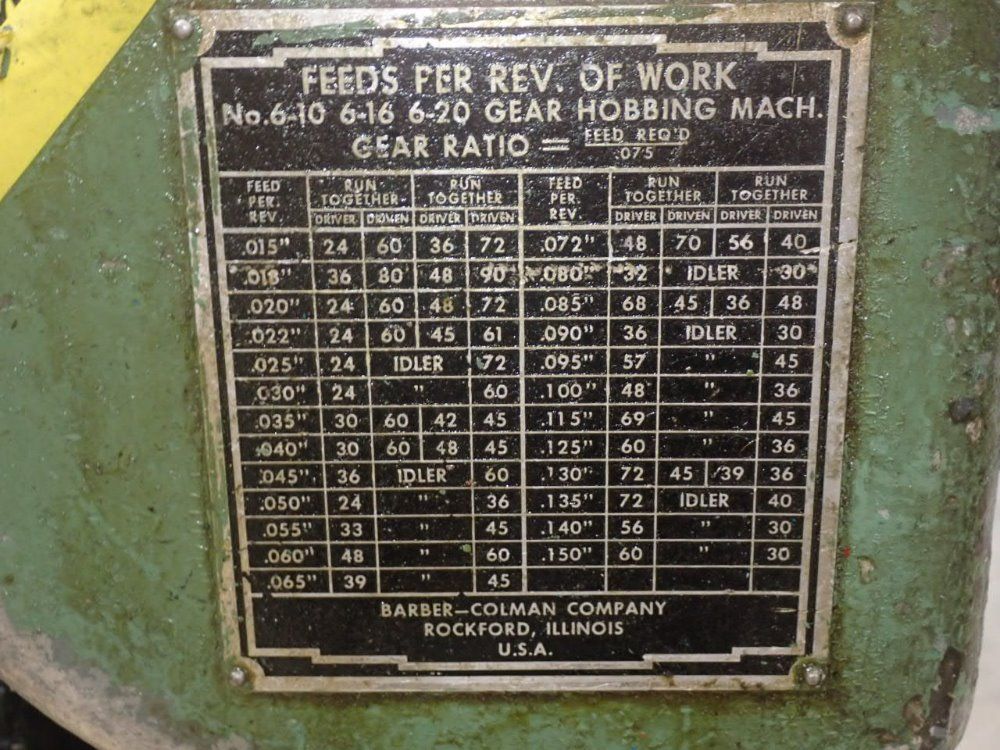 FEEDS PER REV. OF WORK
No. 6-10 6-16 6-20 GEAR HOBBING MACH.
GEAR RATIO = FEED REQ'D
.075
FEED PER. REV. RUN TOGETHER RUN TOGETHER FEED PER. REV. RUN TOGETHER RUN TOGETHER
DRIVER DRIVEN DRIVER DRIVEN DRIVER DRIVEN DRIVER DRIVEN
.015" 24 60 36 72 .072" 48 70 56 40
.018" 36 80 48 90 .080" 32 IDLER 30
.020" 24 60 48 72 .085" 68 45 36 48
.022" 24 60 45 61 .090" 36 IDLER 30
.025" 24 IDLER 72 .095" 57 " 45
.030" 24 " 60 .100" 48 " 36
.035" 30 60 42 45 .115" 69 " 45
.040" 30 60 48 45 .125" 60 " 36
.045" 36 IDLER 60 .130" 72 45 39 36
.050" 24 " 36 .135" 72 IDLER 40
.055" 33 " 45 .140" 56 " 30
.060" 48 " 60 .150" 60 " 30
.065" 39 " 45
BARBER-COLMAN COMPANY
ROCKFORD, ILLINOIS
U.S.A.